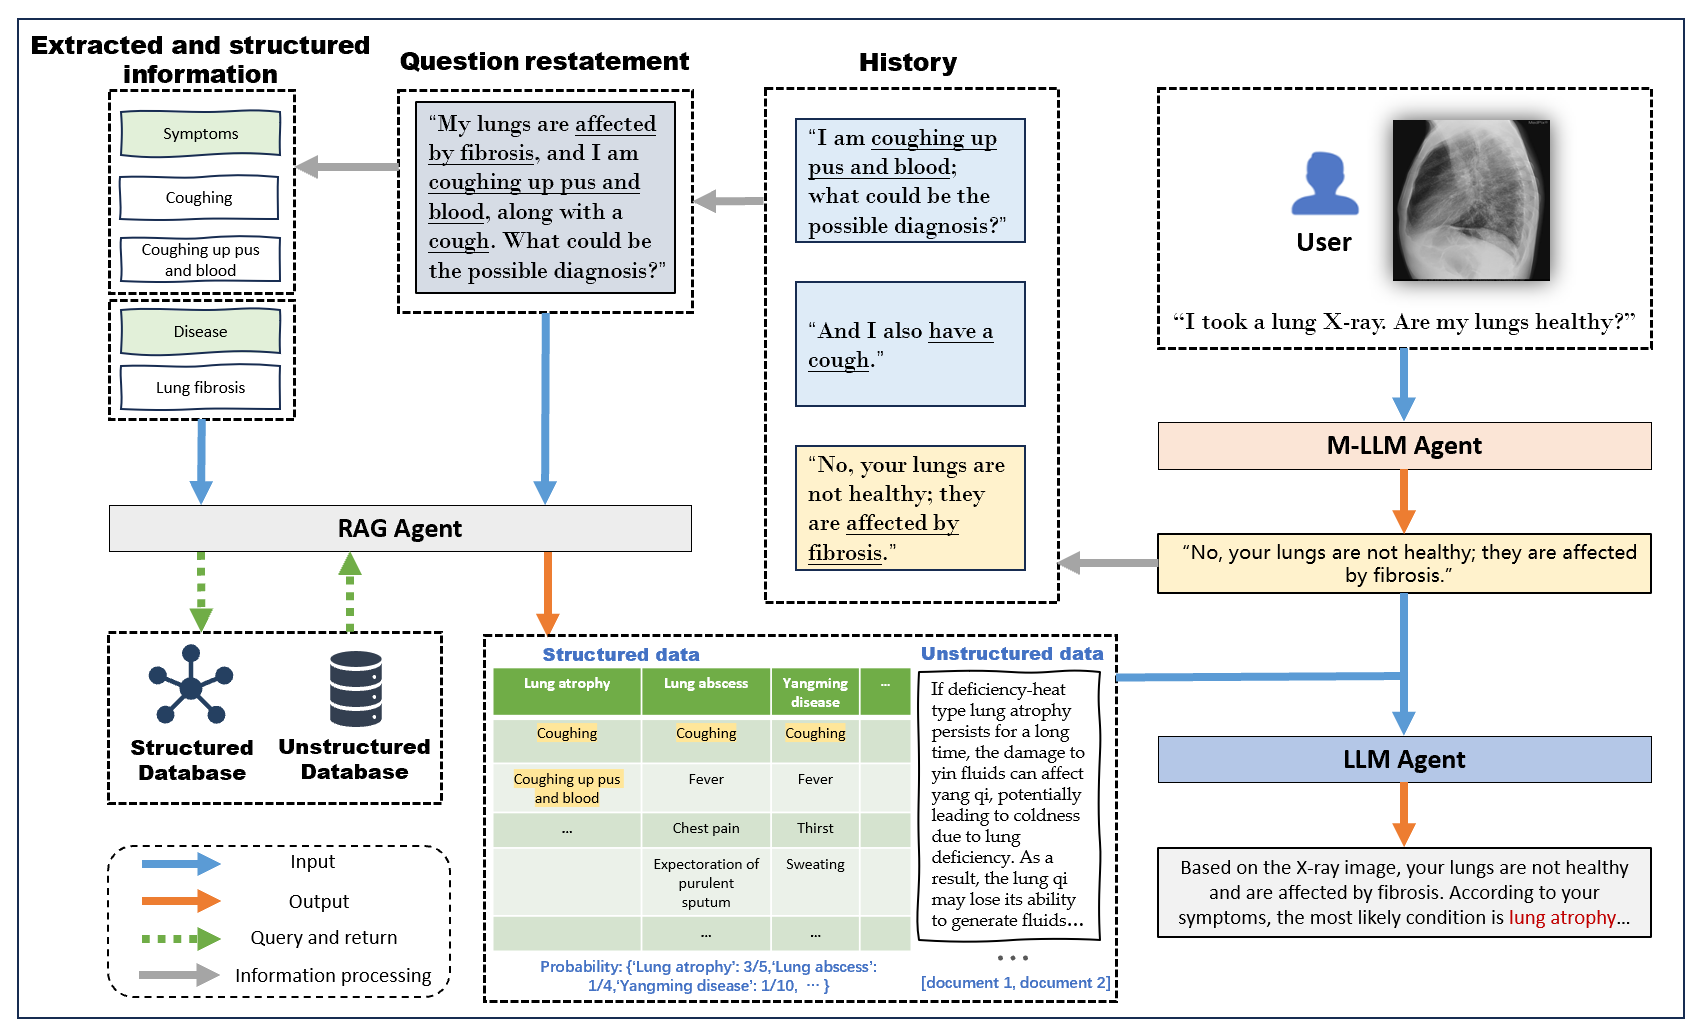 Extracted and structured
information
Symptoms
Coughing
Coughing up pus
and blood
Disease
Lung fibrosis
Question restatement
“My lungs are affected
by fibrosis, and I am
coughing up pus and
blood, along with a
cough. What could be
the possible diagnosis?”
History
“I am coughing up
pus and blood;
what could be the
possible diagnosis?”
“And I also have a
cough.”
“No, your lungs are
not healthy; they
are affected by
fibrosis.”
User
“I took a lung X-ray. Are my lungs healthy?”
M-LLM Agent
“No, your lungs are not healthy; they are affected
by fibrosis.”
LLM Agent
Based on the X-ray image, your lungs are not healthy
and are affected by fibrosis. According to your
symptoms, the most likely condition is lung atrophy...
RAG Agent
Structured
Database
Unstructured
Database
Input
Output
Query and return
Information processing
Structured data
Lung atrophy
Lung abscess
Yangming
disease
...
Coughing
Coughing
Coughing
Coughing up pus
and blood
Fever
Fever
...
Chest pain
Thirst
Expectoration of
purulent
sputum
Sweating
...
...
Probability: {‘Lung atrophy’: 3/5,‘Lung abscess’:
1/4,‘Yangming disease’: 1/10, ··· }
Unstructured data
If deficiency-heat
type lung atrophy
persists for a long
time, the damage to
yin fluids can affect
yang qi, potentially
leading to coldness
due to lung
deficiency. As a
result, the lung qi
may lose its ability
to generate fluids...
...
[document 1, document 2]